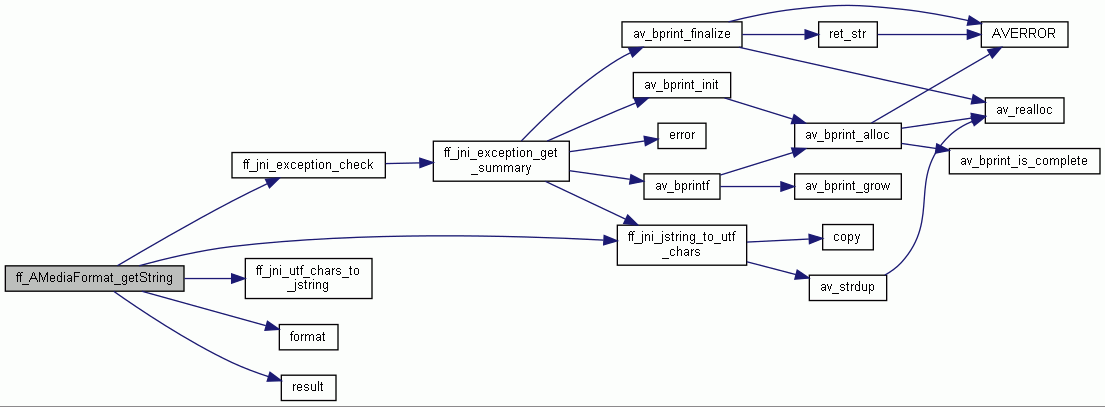 ff_AMediaFormat_getString
ff_jni_exception_check
ff_jni_exception_get
_summary
av_bprint_finalize
ret_str
AVERROR
av_realloc
av_bprint_init
av_bprint_alloc
av_bprint_is_complete
error
av_bprintf
av_bprint_grow
ff_jni_jstring_to_utf
_chars
copy
av_strdup
ff_jni_utf_chars_to
_jstring
format
result